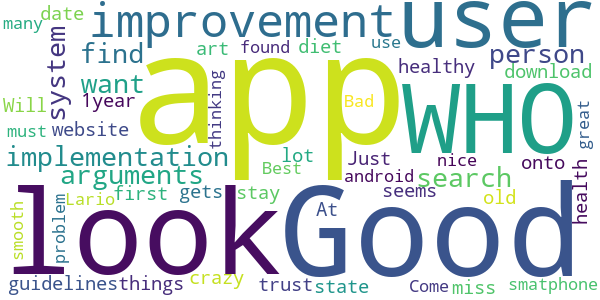 many
date
improvement
user
Will
system
find
art
found
diet
use
person
want
app
healthy
download
1year
thinking
Bad
WHO
must
website
great
implementation
lot
Just
nice
onto
arguments
Best
android
search
health
look
Good
first
gets
stay
seems
old
smooth
problem
Lario
At
guidelines
things
crazy
trust
state
Come
miss
smatphone